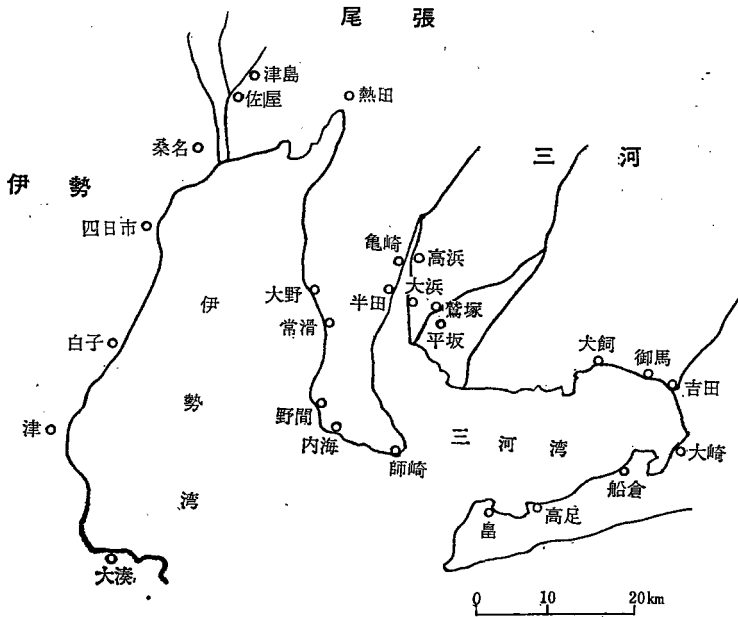 尾張
津島
佐屋
熱田
桑名
伊勢
三河
四日市
亀崎
高浜
大野
伊
半田
大浜
鷲塚
常滑
平坂
白子
犬飼
御馬
吉田
勢
野間
津
内海
師崎
三河湾
大崎
船倉
湾
畠
高足
大湊
0 10 20km